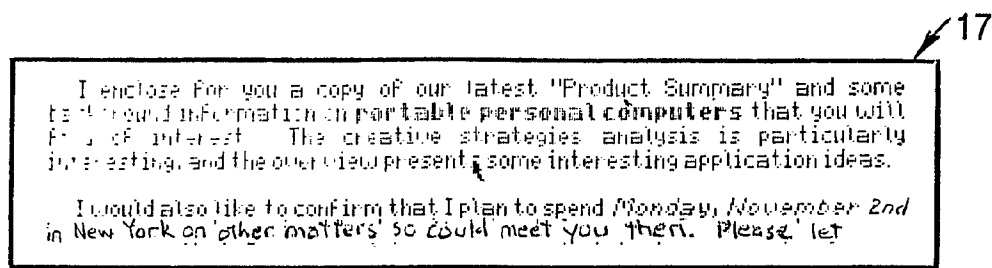 17
I enclose for you a copy of our latest "Product Summary" and some
background information on portable personal computers that you will
find of interest. The creative strategies analysis is particularly
interesting, and the overview presents some interesting application ideas.
I would also like to confirm that I plan to spend Monday, November 2nd
in New York on 'other matters' so could meet you then. Please let